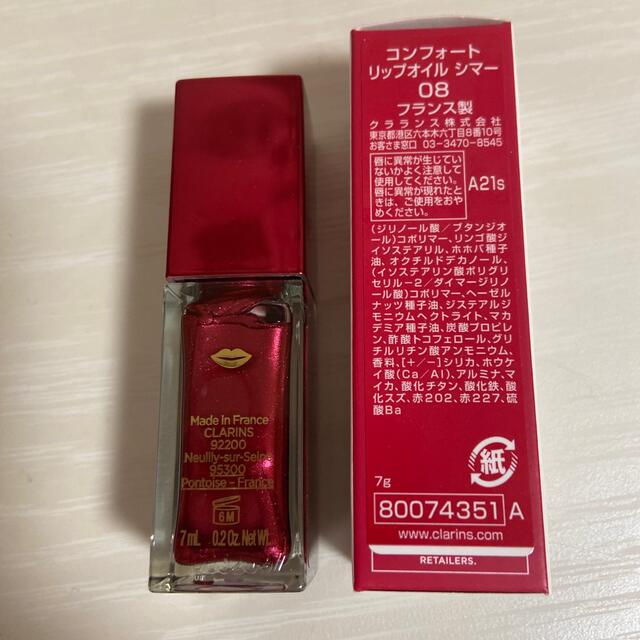 Made in France
CLARINS
92200
Neuilly-sur-Seine
95300
Pontoise - France
6M
7mL 0.2 Oz. Net Wt.
コンフォート
リップオイル シマー
08
フランス製
クラランス株式会社
東京都港区六本木六丁目8番10号
お客さま窓口 03-3470-8545
唇に異常が生じてい
ないかよく注意して
使用してください。
唇に異常が現れたと
きは、ご使用をおや
めください。
A21s
(ジリノール酸/ブタンジオ
ール)コポリマー、リンゴ酸ジ
イソステアリル、ホホバ種子
油、オクチルドデカノール、
(イソステアリン酸ポリグリ
セリル-2/ダイマージリノ
ール酸)コポリマー、ヘーゼル
ナッツ種子油、ジステアルジ
モニウムヘクトライト、マカ
デミア種子油、炭酸プロピレ
ン、酢酸トコフェロール、グリ
チルリチン酸アンモニウム、
香料、[+/-]シリカ、ホウケ
イ酸(Ca/Al)、アルミナ、マ
イカ、酸化チタン、酸化鉄、酸
化スズ、赤202、赤227、硫
酸Ba
紙
7g
80074351 A
www.clarins.com
RETAILERS.